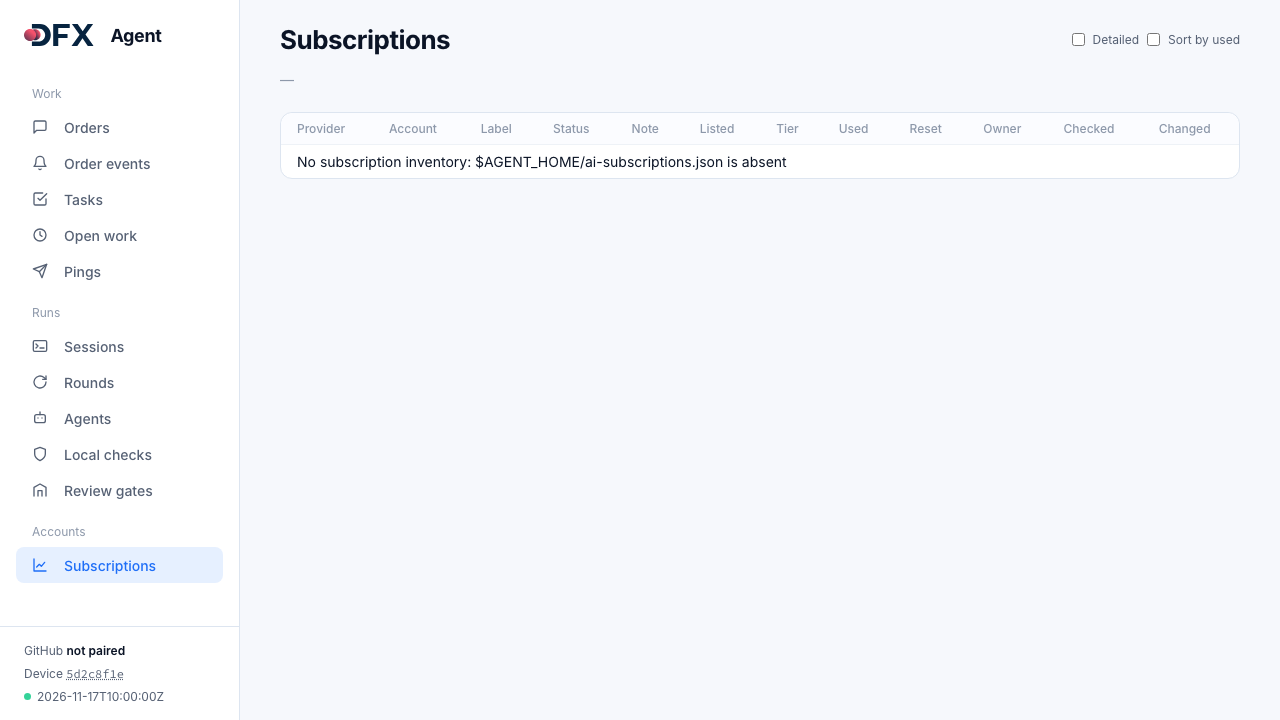 DFX Agent
Work
Orders
Order events
Tasks
Open work
Pings
Runs
Sessions
Rounds
Agents
Local checks
Review gates
Accounts
Subscriptions
GitHub not paired
Device 5d2c8f1e
2026-11-17T10:00:00Z
Subscriptions
Detailed Sort by used
—
Provider Account Label Status Note Listed Tier Used Reset Owner Checked Changed
No subscription inventory: $AGENT_HOME/ai-subscriptions.json is absent